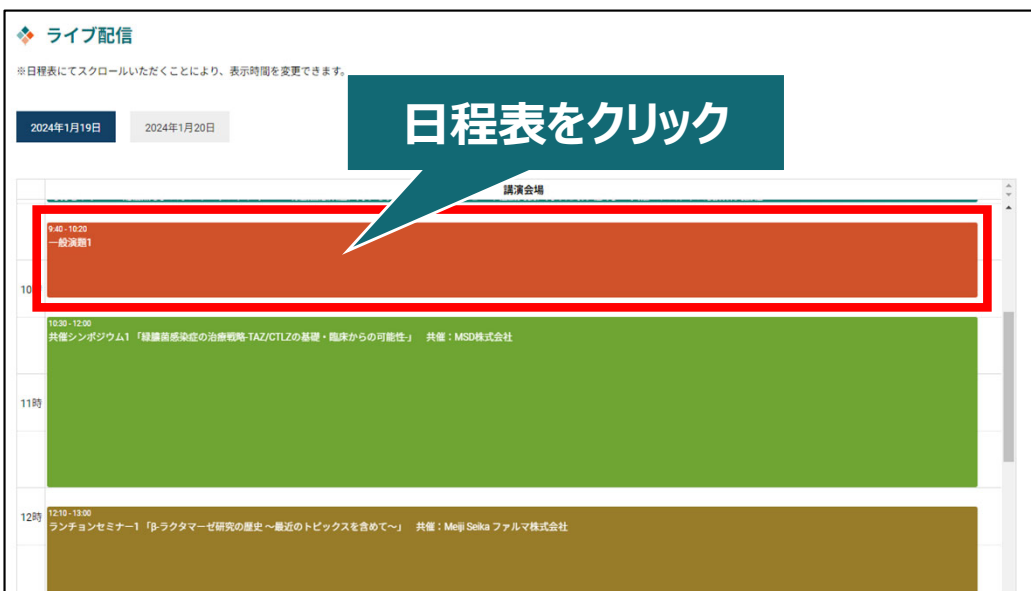 ライブ配信
※日程表にてスクロールいただくことにより、表示時間を変更できます。
日程表をクリック
2024年1月19日
2024年1月20日
講演会場
9:40 - 10:20
一般演題1
10
10:30 - 12:00
共催シンポジウム1 「緑膿菌感染症の治療戦略-TAZ/CTLZの基礎・臨床からの可能性-」 共催：MSD株式会社
11時
12時
12:10 - 13:00
ランチョンセミナー1 「β-ラクタマーゼ研究の歴史 〜最近のトピックスを含めて〜」 共催：Meiji Seika ファルマ株式会社